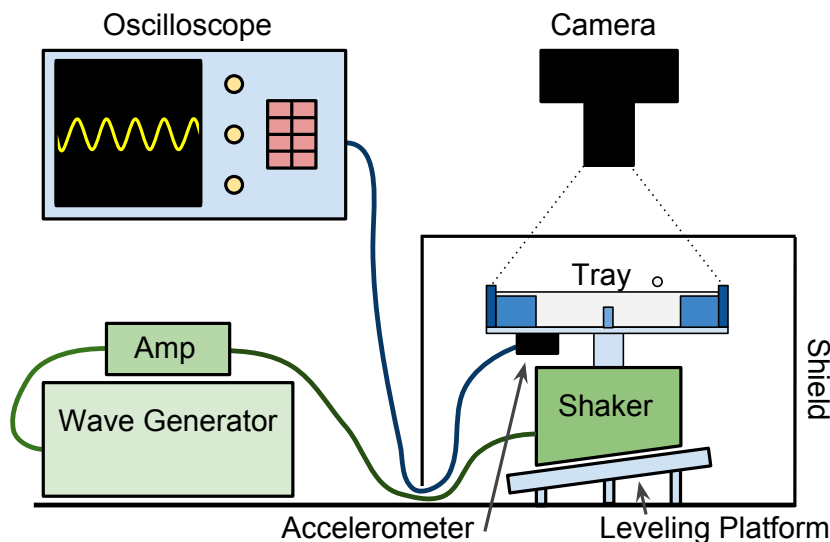 Oscilloscope
Camera
Tray
Amp
Wave Generator
Shaker
Shield
Accelerometer
Leveling Platform